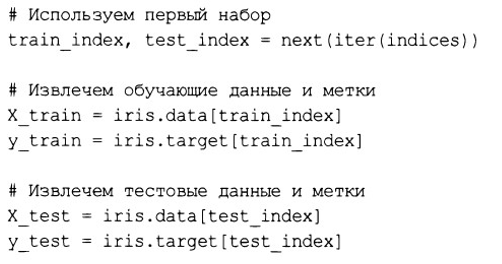 # Используем первый набор
train_index, test_index = next(iter(indices))
# Извлечем обучающие данные и метки
X_train = iris.data[train_index]
y_train = iris.target[train_index]
# Извлечем тестовые данные и метки
X_test = iris.data[test_index]
y_test = iris.target[test_index]